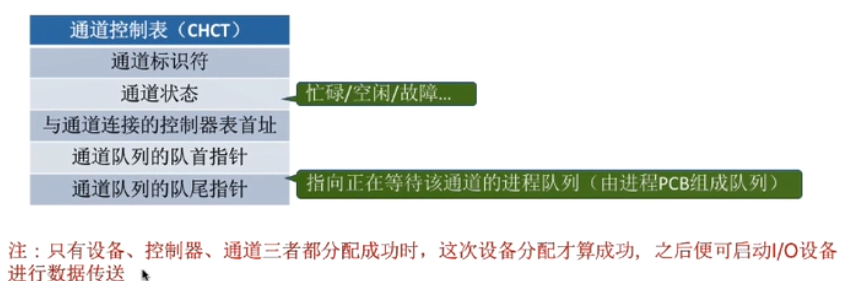 通道控制表（CHCT）
通道标识符
通道状态
忙碌/空闲/故障...
与通道连接的控制器表首址
通道队列的队首指针
通道队列的队尾指针
指向正在等待该通道的进程队列（由进程PCB组成队列）
注：只有设备、控制器、通道三者都分配成功时，这次设备分配才算成功，之后便可启动I/O设备
进行数据传送